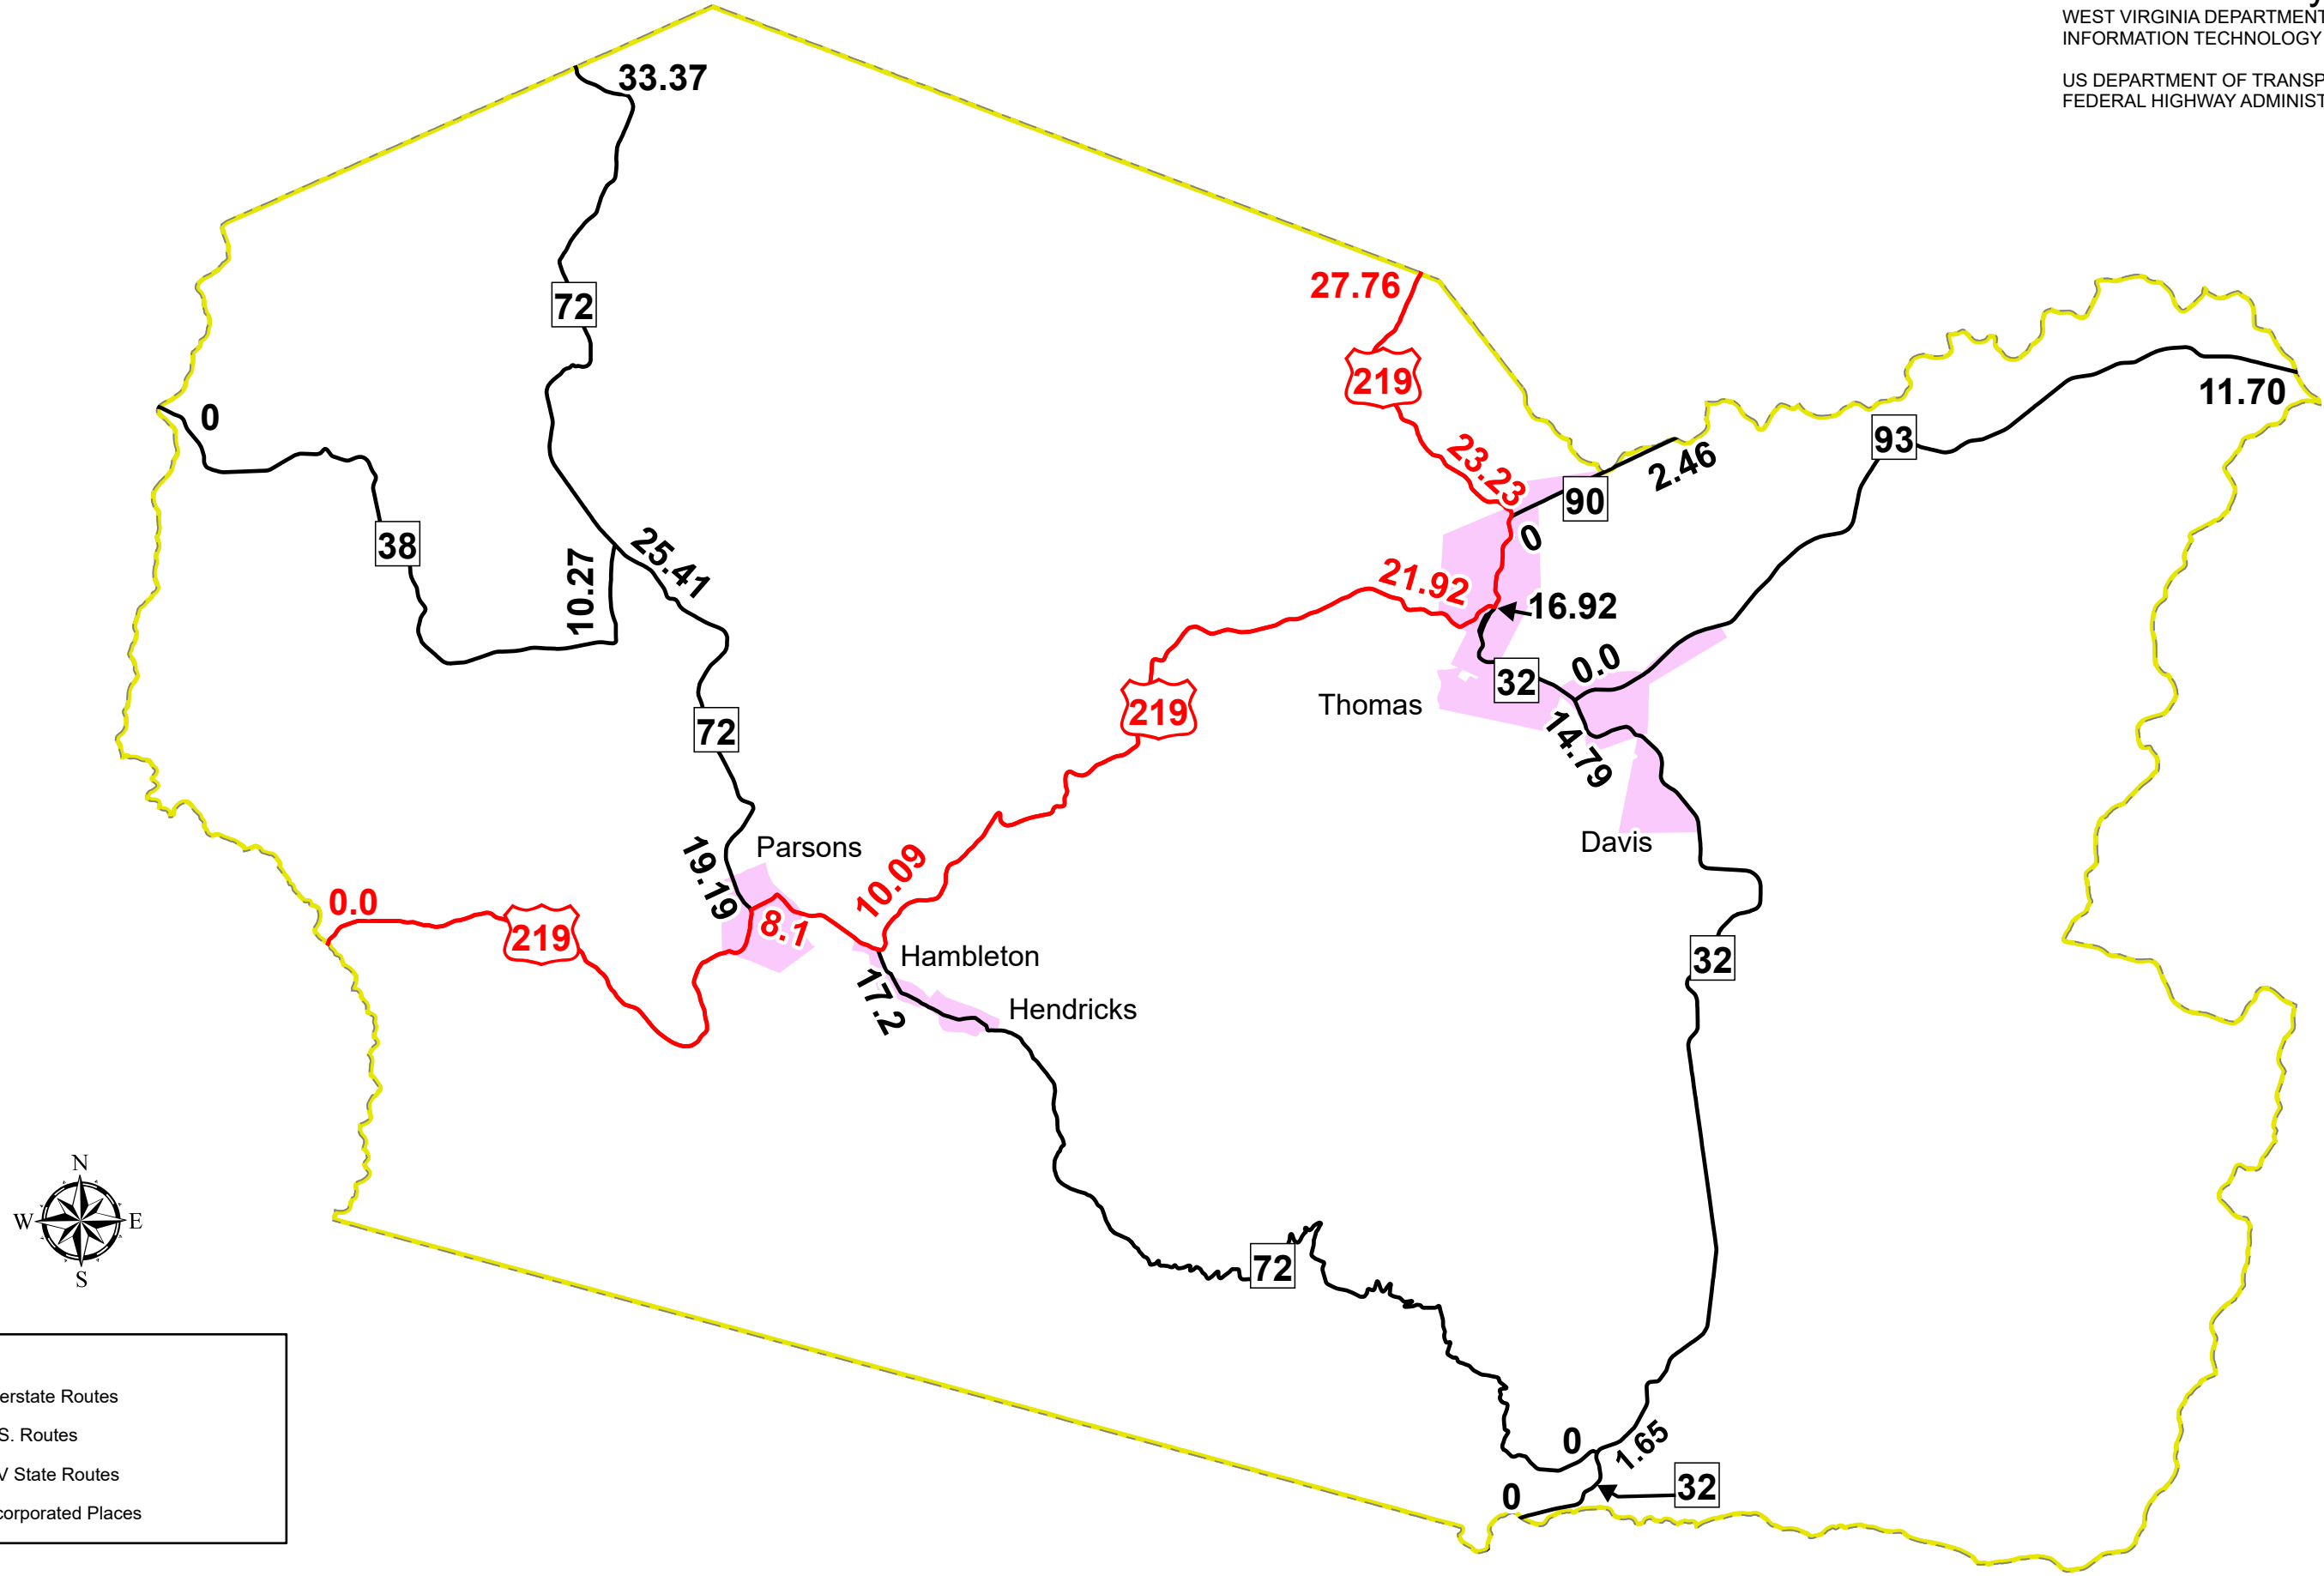 WEST VIRGINIA DEPARTMENT
INFORMATION TECHNOLOGY
US DEPARTMENT OF TRANSP
FEDERAL HIGHWAY ADMINIST
33.37
72
27.76
219
11.70
0
93
23.23
2.46
90
38
0
25.41
10.27
21.92
16.92
0.0
32
Thomas
219
72
14.79
Davis
Parsons
19.19
10.09
0.0
8.1
219
Hambleton
32
17.2
Hendricks
N
W
E
S
72
erstate Routes
S. Routes
V State Routes
corporated Places
0
1.65
32
0